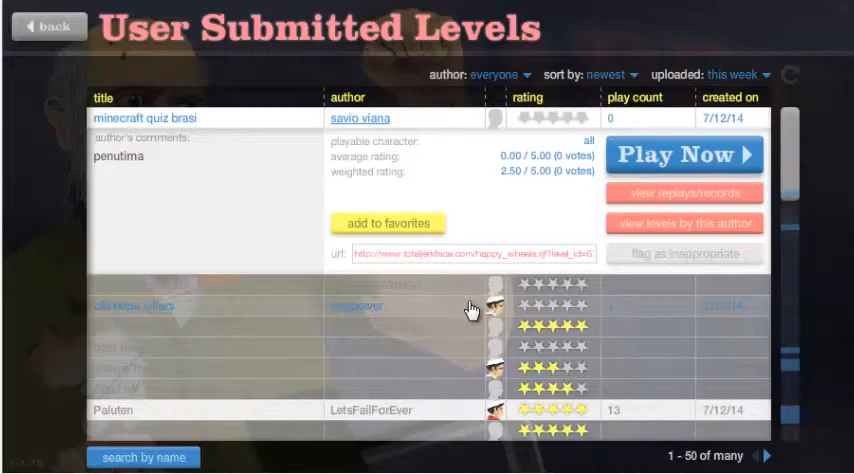 back
User Submitted Levels
author: everyone sort by: newest uploaded: this week
title author rating play count created on
minecraft quiz brasi savio viana 0 7/12/14
author's comments:
penutima
playable character: all
average rating: 0.00 / 5.00 (0 votes)
weighted rating: 2.50 / 5.00 (0 votes)
Play Now
view replays/records
add to favorites
view levels by this author
url: http://www.totaljerkface.com/happy_wheels.tjf?level_id=6
flag as inappropriate
killers
Paluten LetsFailForEver 13 7/12/14
search by name
1 - 50 of many